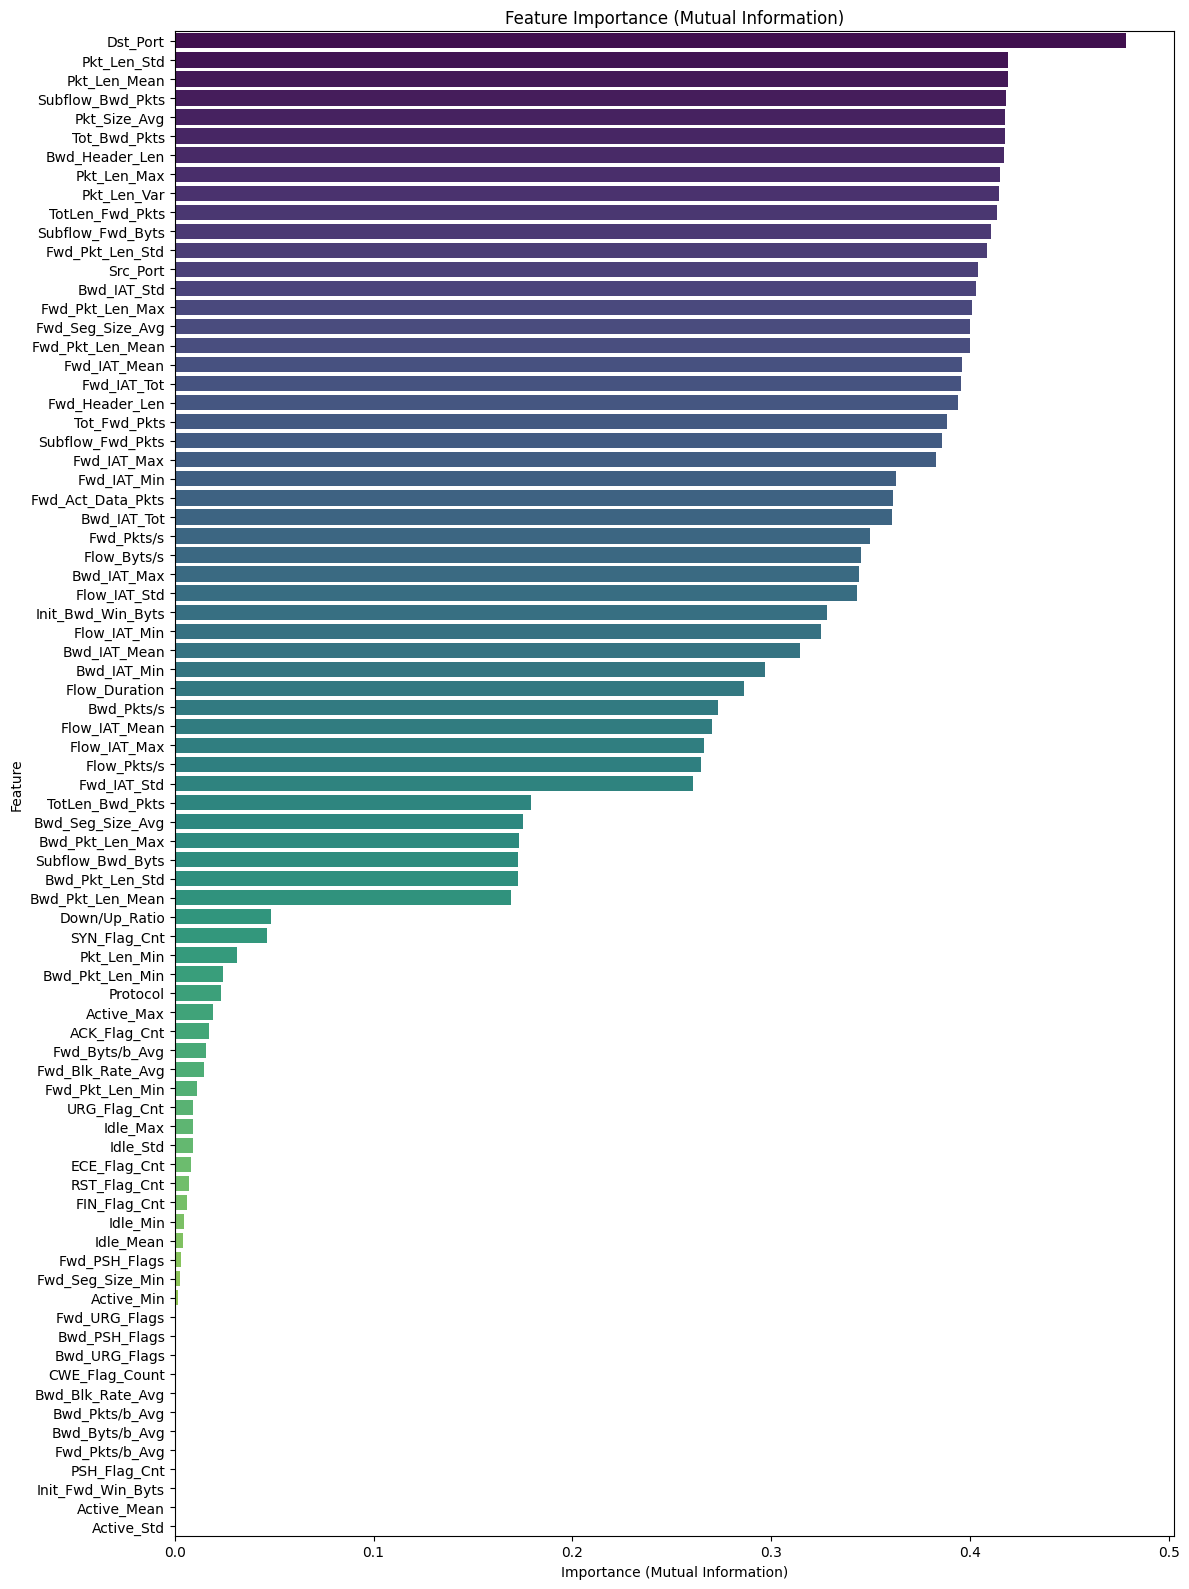 Feature Importance (Mutual Information)
Dst_Port
Pkt_Len_Std
Pkt_Len_Mean
Subflow_Bwd_Pkts
Pkt_Size_Avg
Tot_Bwd_Pkts
Bwd_Header_Len
Pkt_Len_Max
Pkt_Len_Var
TotLen_Fwd_Pkts
Subflow_Fwd_Byts
Fwd_Pkt_Len_Std
Src_Port
Bwd_IAT_Std
Fwd_Pkt_Len_Max
Fwd_Seg_Size_Avg
Fwd_Pkt_Len_Mean
Fwd_IAT_Mean
Fwd_IAT_Tot
Fwd_Header_Len
Tot_Fwd_Pkts
Subflow_Fwd_Pkts
Fwd_IAT_Max
Fwd_IAT_Min
Fwd_Act_Data_Pkts
Bwd_IAT_Tot
Fwd_Pkts/s
Flow_Byts/s
Bwd_IAT_Max
Flow_IAT_Std
Init_Bwd_Win_Byts
Flow_IAT_Min
Bwd_IAT_Mean
Bwd_IAT_Min
Flow_Duration
Bwd_Pkts/s
Flow_IAT_Mean
Flow_IAT_Max
Flow_Pkts/s
Fwd_IAT_Std
TotLen_Bwd_Pkts
Bwd_Seg_Size_Avg
Bwd_Pkt_Len_Max
Subflow_Bwd_Byts
Bwd_Pkt_Len_Std
Bwd_Pkt_Len_Mean
Down/Up_Ratio
SYN_Flag_Cnt
Pkt_Len_Min
Bwd_Pkt_Len_Min
Protocol
Active_Max
ACK_Flag_Cnt
Fwd_Byts/b_Avg
Fwd_Blk_Rate_Avg
Fwd_Pkt_Len_Min
URG_Flag_Cnt
Idle_Max
Idle_Std
ECE_Flag_Cnt
RST_Flag_Cnt
FIN_Flag_Cnt
Idle_Min
Idle_Mean
Fwd_PSH_Flags
Fwd_Seg_Size_Min
Active_Min
Fwd_URG_Flags
Bwd_PSH_Flags
Bwd_URG_Flags
CWE_Flag_Count
Bwd_Blk_Rate_Avg
Bwd_Pkts/b_Avg
Bwd_Byts/b_Avg
Fwd_Pkts/b_Avg
PSH_Flag_Cnt
Init_Fwd_Win_Byts
Active_Mean
Active_Std
Feature
0.0 0.1 0.2 0.3 0.4 0.5
Importance (Mutual Information)